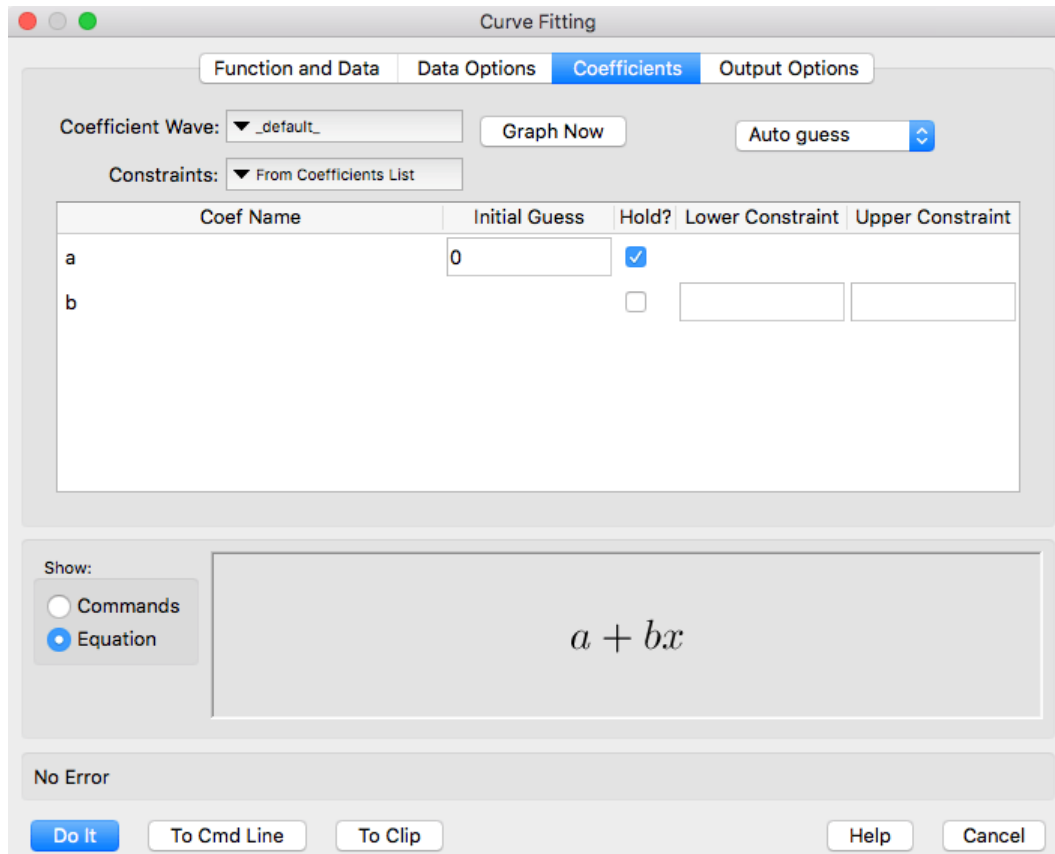 Curve Fitting
Function and Data Data Options Coefficients Output Options
Coefficient Wave: _default_ Graph Now Auto guess
Constraints: From Coefficients List
Coef Name Initial Guess Hold? Lower Constraint Upper Constraint
a 0
b
Show:
Commands
Equation
a + bx
No Error
Do It To Cmd Line To Clip Help Cancel